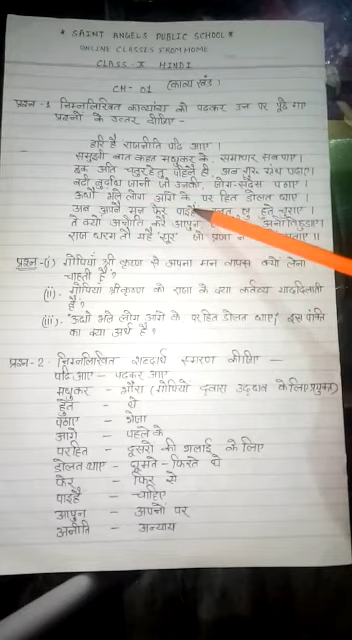 * SAINT ANGELS PUBLIC SCHOOL *
ONLINE CLASSES FROM HOME
CLASS - X HINDI
CH - 01 (काव्य खंड)
प्रश्न-1 निम्नलिखित काव्यांश को पढ़कर उन पर पूछे गए
प्रश्नों के उत्तर दीजिए -
हरि हैं राजनीति पढ़ि आए।
समुझी बात कहत मधुकर के, समाचार सब पाए।
इक अति चतुर हुते पहिलैं ही, अब गुरु ग्रंथ पढ़ाए।
बढ़ी बुद्धि जानी जो उनकी, जोग-सँदेस पठाए।
ऊधौ भले लोग आगे के, पर हित डोलत धाए।
अब अपनै मन फेर पाइहैं, हुते चुराए।
ते क्यौं अनीति करैं आपुन,
राज धरम तौ यहै 'सूर' जो प्रजा न
प्रश्न-(i) गोपियाँ श्री कृष्ण से अपना मन वापस क्यों लेना
चाहती हैं?
(ii). गोपियाँ श्रीकृष्ण को राजा के क्या कर्तव्य याद दिलाती
हैं?
(iii). 'ऊधौ भले लोग आगे के परहित डोलत धाए' इस पंक्ति
का क्या अर्थ है?
प्रश्न-2 निम्नलिखित शब्दार्थ स्मरण कीजिए -
पढ़ि आए - पढ़कर आए
मधुकर - भौंरा (गोपियों द्वारा उद्धव के लिए प्रयुक्त)
हुते - थे
पठाए - भेजा
आगे - पहले के
परहित - दूसरों की भलाई के लिए
डोलत धाए - घूमते-फिरते थे
फेर - फिर से
पाइहैं - चाहिए
आपुन - अपनों पर
अनीति - अन्याय